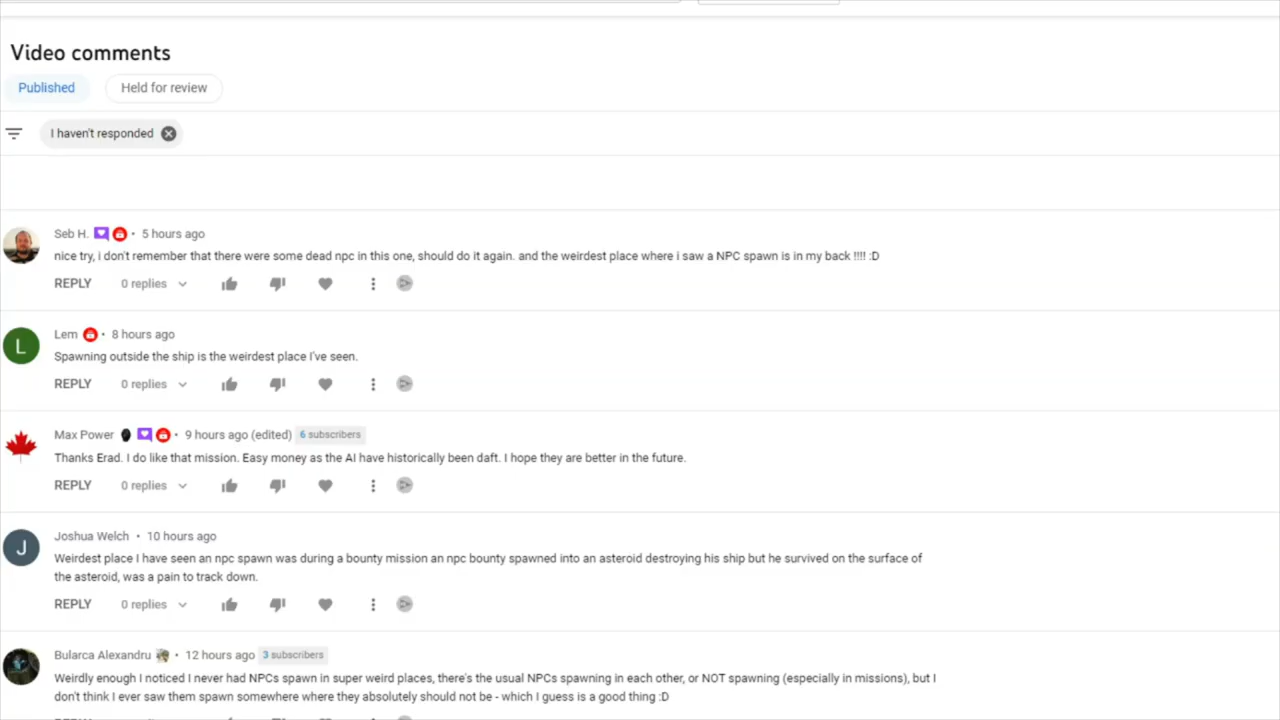 Video comments
Published Held for review
I haven't responded
Seb H. • 5 hours ago
nice try, i don't remember that there were some dead npc in this one, should do it again. and the weirdest place where i saw a NPC spawn is in my back !!!! :D
REPLY 0 replies
Lem • 8 hours ago
Spawning outside the ship is the weirdest place I've seen.
REPLY 0 replies
Max Power • 9 hours ago (edited) 6 subscribers
Thanks Erad. I do like that mission. Easy money as the AI have historically been daft. I hope they are better in the future.
REPLY 0 replies
J
Joshua Welch • 10 hours ago
Weirdest place I have seen an npc spawn was during a bounty mission an npc bounty spawned into an asteroid destroying his ship but he survived on the surface of
the asteroid, was a pain to track down.
REPLY 0 replies
Bularca Alexandru • 12 hours ago 3 subscribers
Weirdly enough I noticed I never had NPCs spawn in super weird places, there's the usual NPCs spawning in each other, or NOT spawning (especially in missions), but I
don't think I ever saw them spawn somewhere where they absolutely should not be - which I guess is a good thing :D